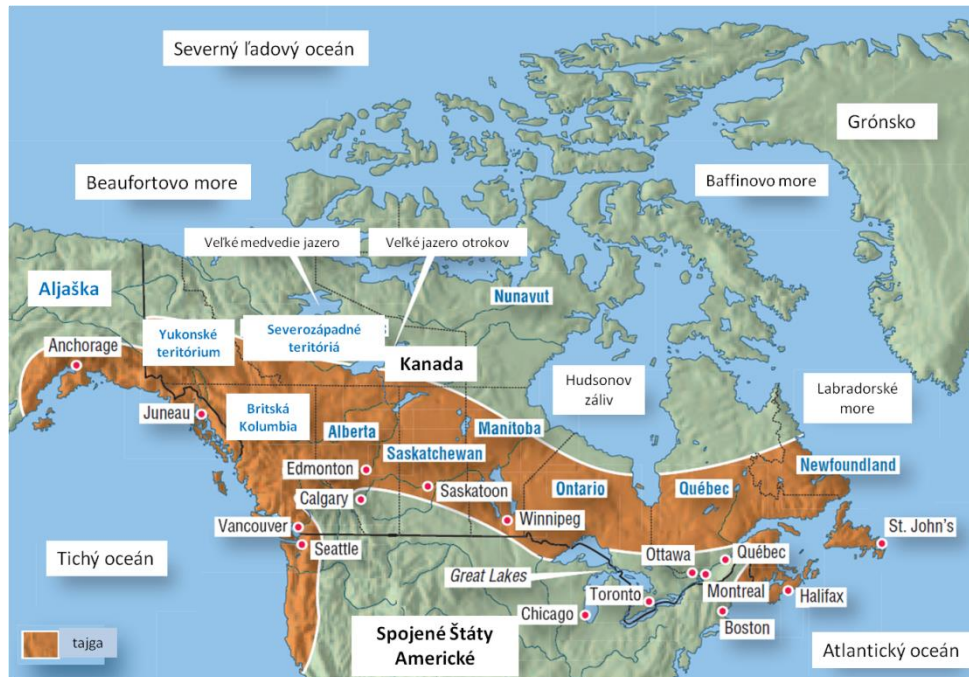 Severný ľadový oceán
Grónsko
Beaufortovo more
Baffinovo more
Veľké medvedie jazero
Veľké jazero otrokov
Aljaška
Nunavut
Yukonské
teritórium
Severozápadné
teritóriá
Anchorage
Kanada
Hudsonov
záliv
Labradorské
more
Juneau
Britská
Kolumbia
Alberta
Manitoba
Saskatchewan
Newfoundland
Edmonton
Saskatoon
Ontario
Québec
Calgary
Winnipeg
Vancouver
St. John's
Seattle
Tichý oceán
Ottawa
Québec
Great Lakes
Montreal
Toronto
Halifax
Chicago
Boston
tajga
Spojené Štáty
Americké
Atlantický oceán